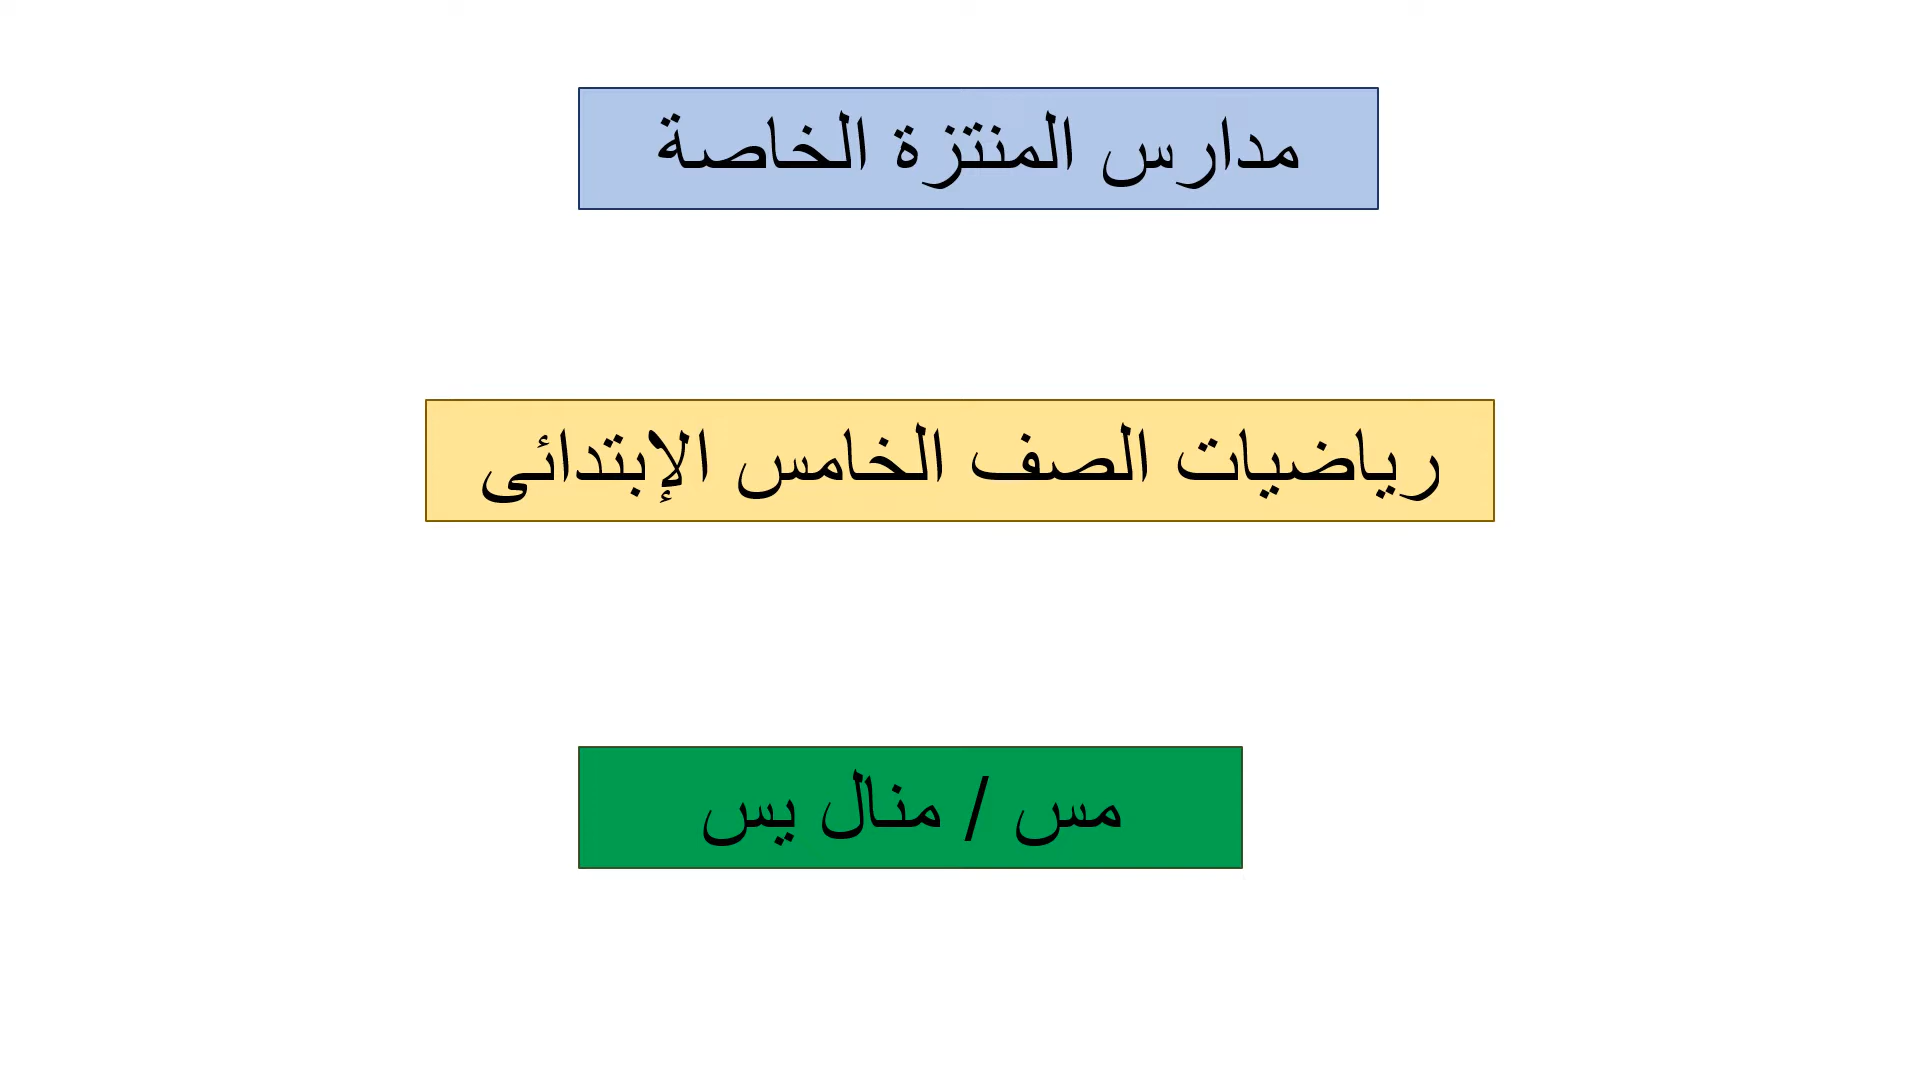 مدارس المنتزة الخاصة
رياضيات الصف الخامس الإبتدائى
مس / منال يس